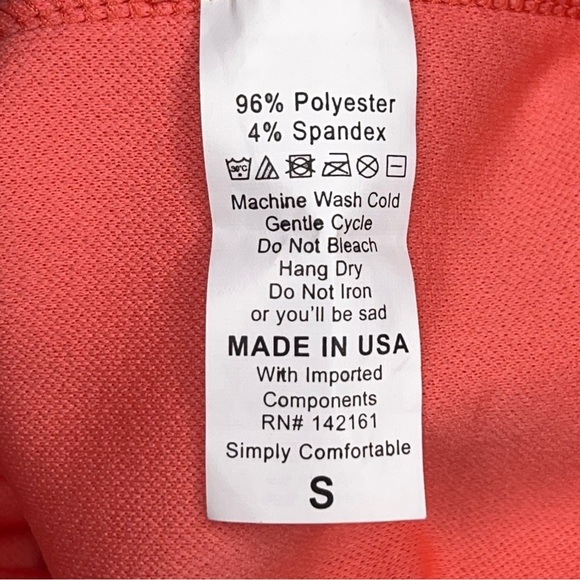 96% Polyester
4% Spandex
30°C
Machine Wash Cold
Gentle Cycle
Do Not Bleach
Hang Dry
Do Not Iron
or you'll be sad
MADE IN USA
With Imported
Components
RN# 142161
Simply Comfortable
S